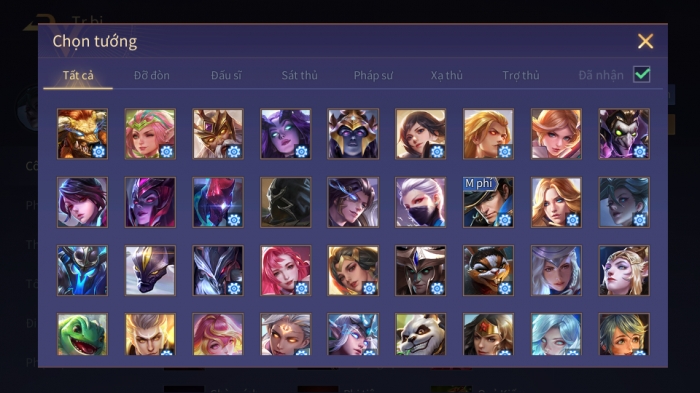 Chọn tướng
Tất cả Đỡ đòn Đấu sĩ Sát thủ Pháp sư Xạ thủ Trợ thủ Đã nhận
M phí